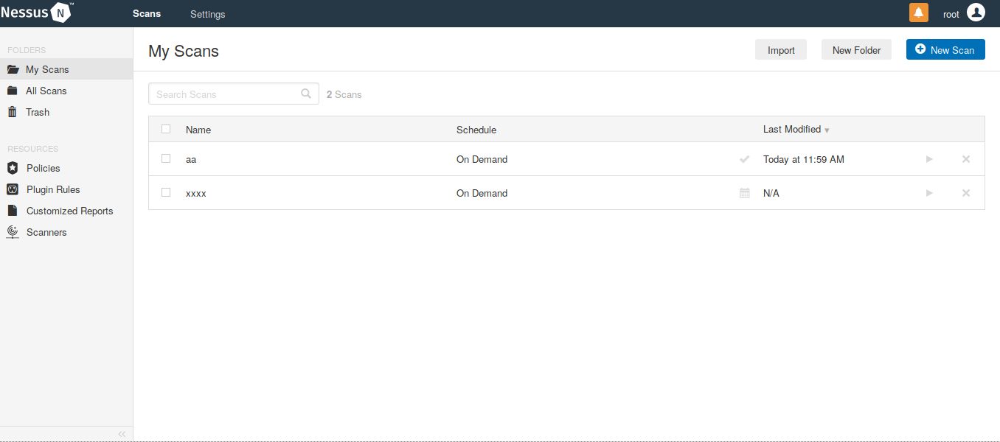 Nessus N ™
Scans
Settings
root
FOLDERS
My Scans
All Scans
Trash
RESOURCES
Policies
Plugin Rules
Customized Reports
Scanners
My Scans
Import
New Folder
New Scan
Search Scans
2 Scans
Name Schedule Last Modified ▼
aa On Demand Today at 11:59 AM
xxxx On Demand N/A